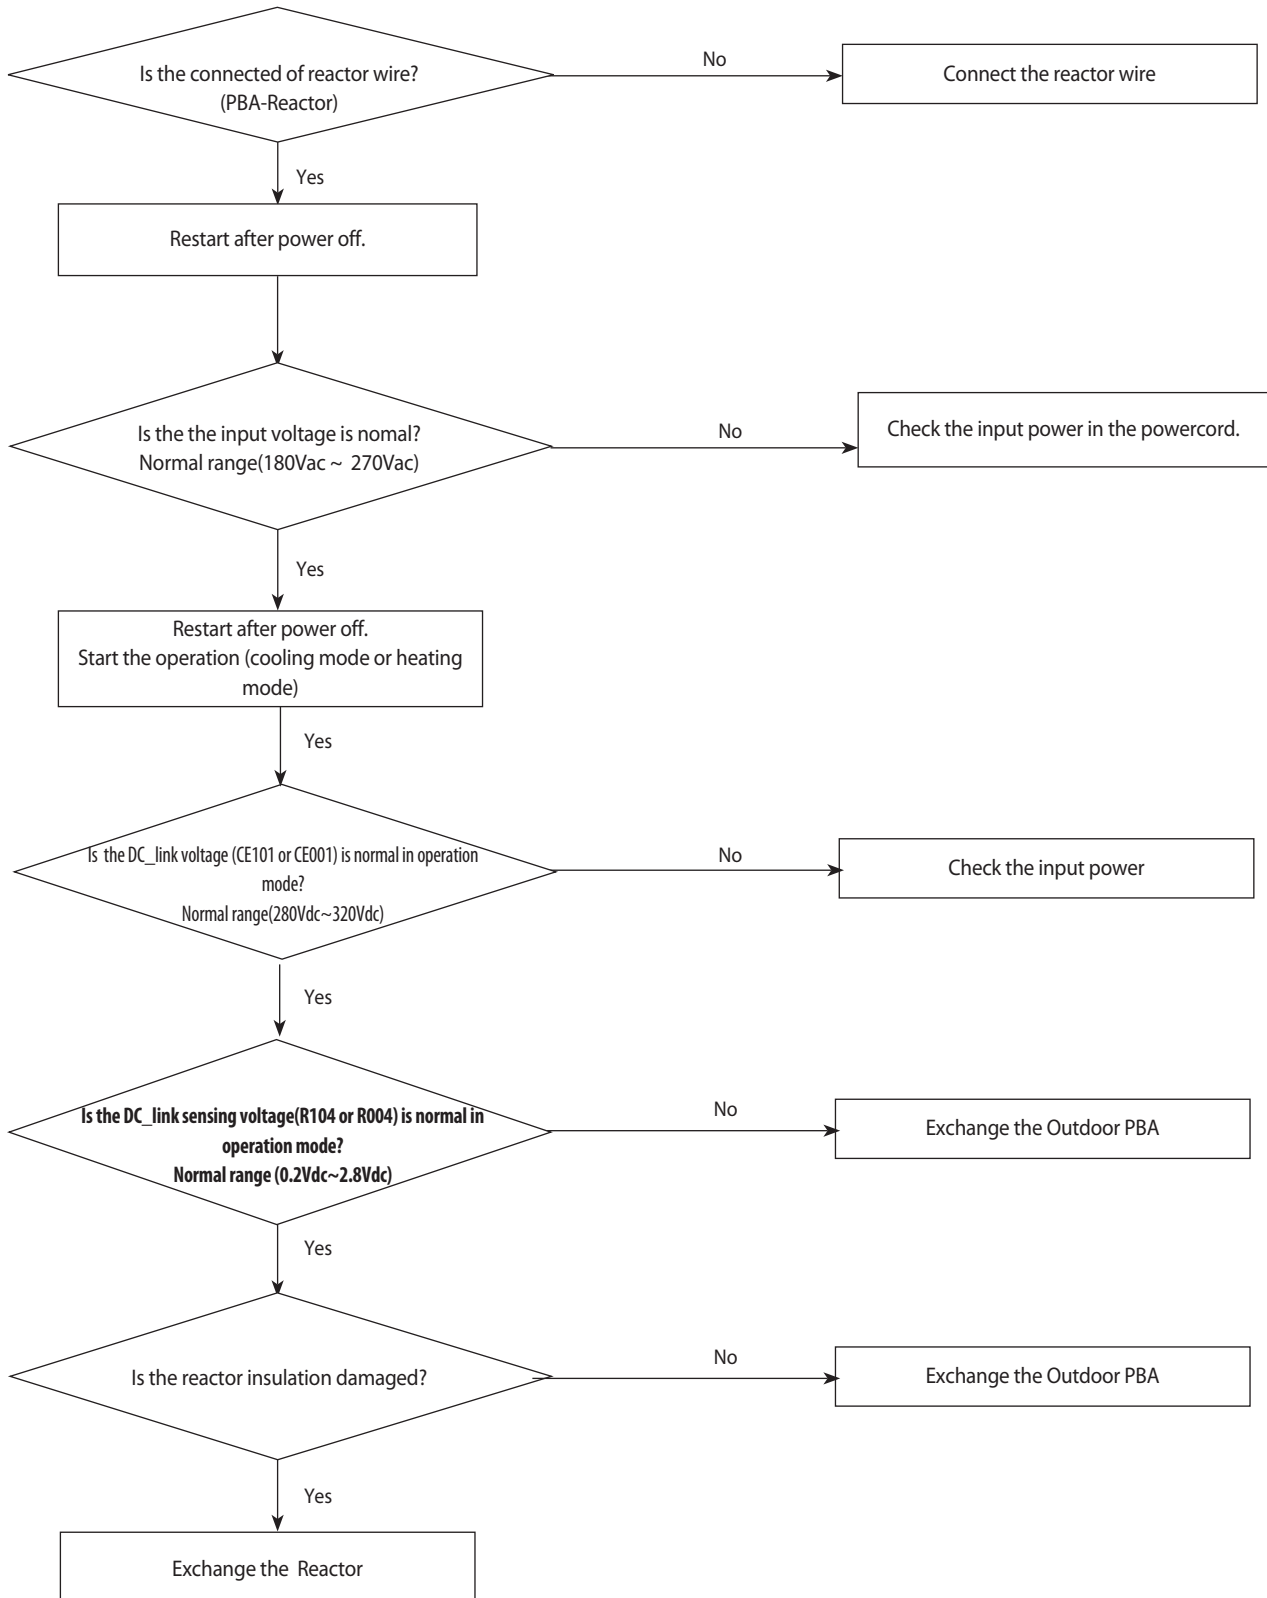 Is the connected of reactor wire?
(PBA-Reactor)
No
Connect the reactor wire
Yes
Restart after power off.
Is the the input voltage is nomal?
Normal range(180Vac ~ 270Vac)
No
Check the input power in the powercord.
Yes
Restart after power off.
Start the operation (cooling mode or heating
mode)
Yes
Is the DC_link voltage (CE101 or CE001) is normal in operation
mode?
Normal range(280Vdc~320Vdc)
No
Check the input power
Yes
Is the DC_link sensing voltage(R104 or R004) is normal in
operation mode?
Normal range (0.2Vdc~2.8Vdc)
No
Exchange the Outdoor PBA
Yes
Is the reactor insulation damaged?
No
Exchange the Outdoor PBA
Yes
Exchange the Reactor